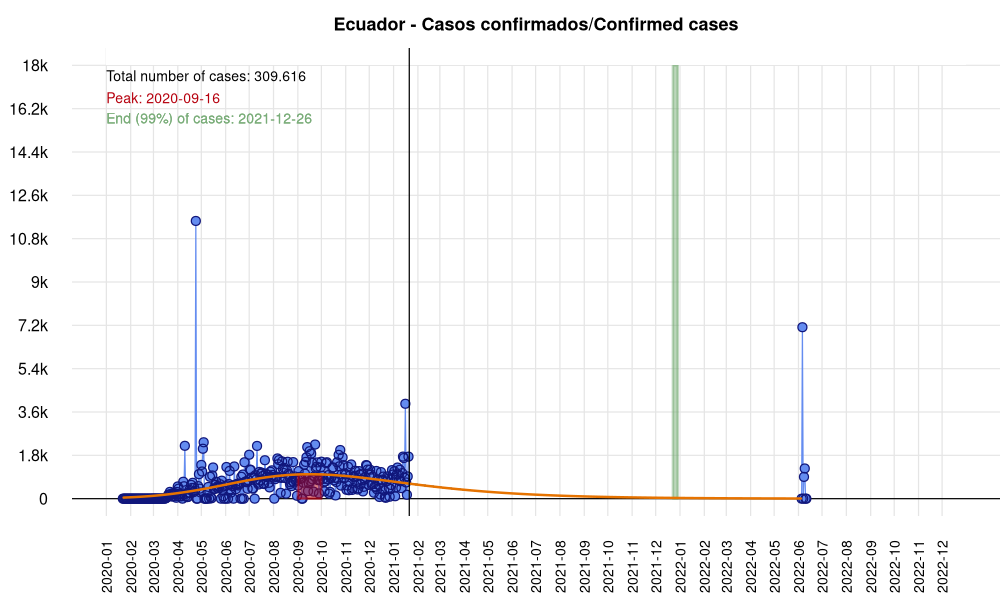 Ecuador - Casos confirmados/Confirmed cases
Total number of cases: 309.616
Peak: 2020-09-16
End (99%) of cases: 2021-12-26
18k
16.2k
14.4k
12.6k
10.8k
9k
7.2k
5.4k
3.6k
1.8k
0
2020-01
2020-02
2020-03
2020-04
2020-05
2020-06
2020-07
2020-08
2020-09
2020-10
2020-11
2020-12
2021-01
2021-02
2021-03
2021-04
2021-05
2021-06
2021-07
2021-08
2021-09
2021-10
2021-11
2021-12
2022-01
2022-02
2022-03
2022-04
2022-05
2022-06
2022-07
2022-08
2022-09
2022-10
2022-11
2022-12